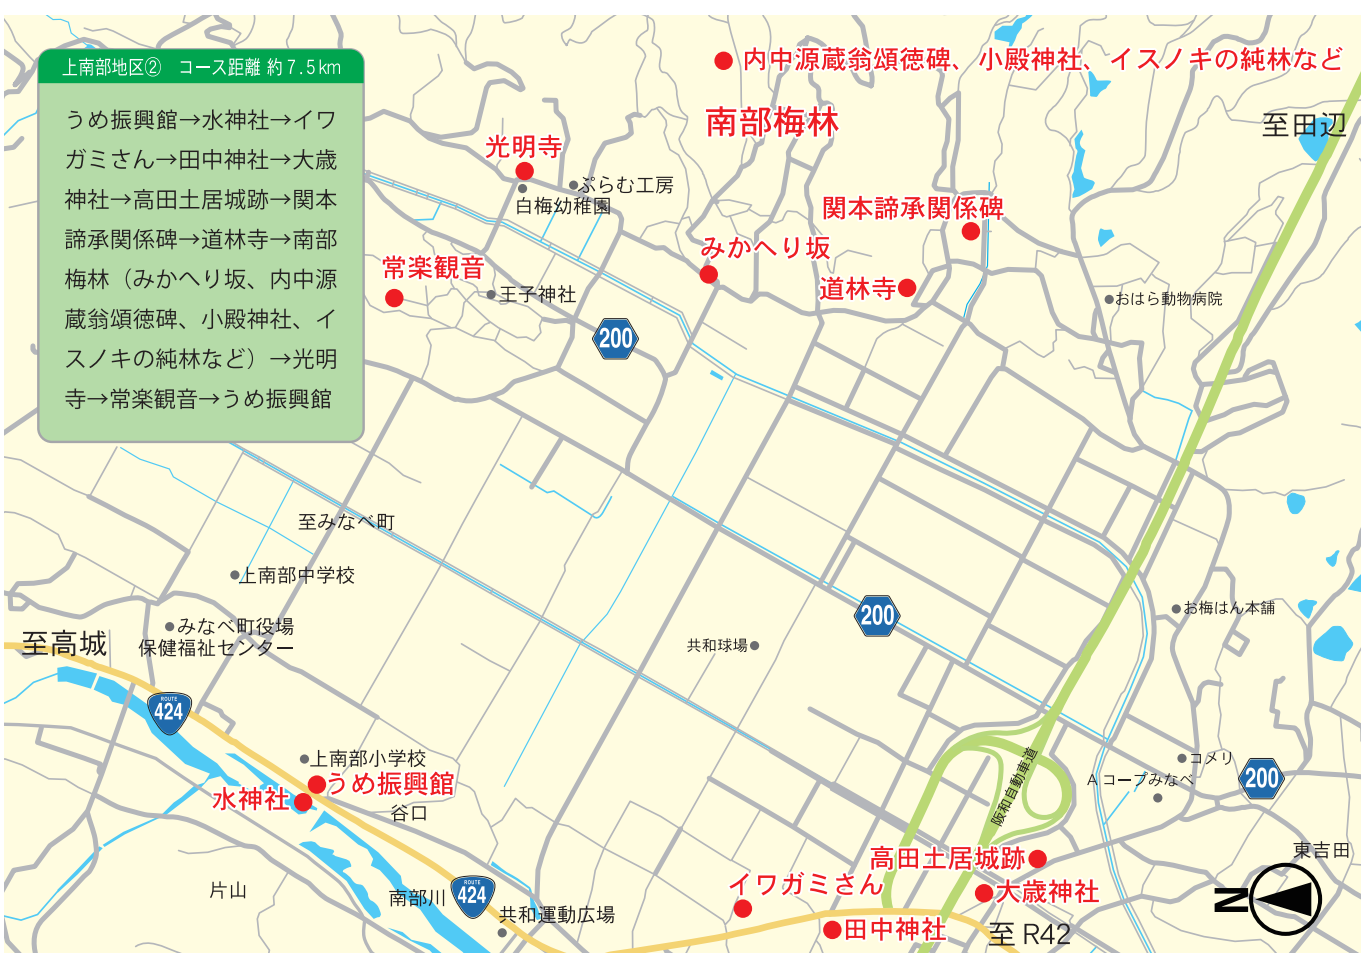 上南部地区② コース距離 約7.5km
うめ振興館→水神社→イワ
ガミさん→田中神社→大歳
神社→高田土居城跡→関本
諦承関係碑→道林寺→南部
梅林（みかへり坂、内中源
蔵翁頌徳碑、小殿神社、イ
スノキの純林など）→光明
寺→常楽観音→うめ振興館
内中源蔵翁頌徳碑、小殿神社、イスノキの純林など
南部梅林
至田辺
光明寺
ぷらむ工房
白梅幼稚園
関本諦承関係碑
みかへり坂
常楽観音
道林寺
王子神社
おはら動物病院
200
至みなべ町
上南部中学校
お梅はん本舗
200
みなべ町役場
保健福祉センター
至高城
共和球場
ROUTE
424
上南部小学校
コメリ
Aコープみなべ
200
うめ振興館
水神社
谷口
阪和自動車道
東吉田
高田土居城跡
イワガミさん
大歳神社
片山
南部川
ROUTE
424
共和運動広場
田中神社
至 R42
N